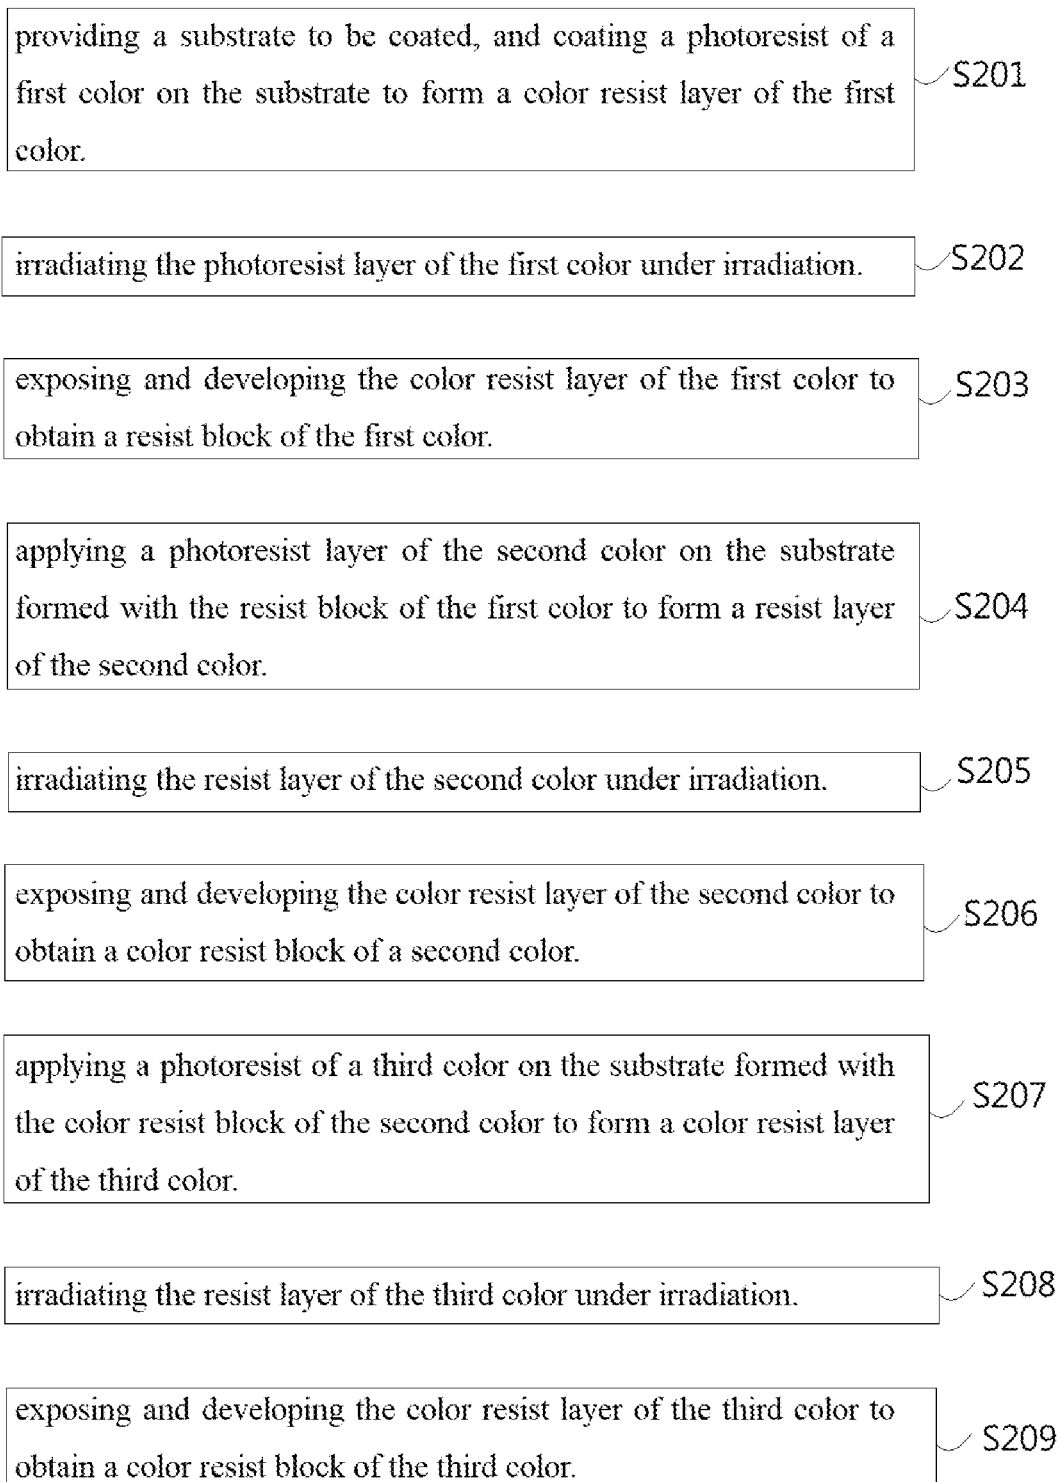 providing a substrate to be coated, and coating a photoresist of a
first color on the substrate to form a color resist layer of the first
color.
S201
irradiating the photoresist layer of the first color under irradiation.
S202
exposing and developing the color resist layer of the first color to
obtain a resist block of the first color.
S203
applying a photoresist layer of the second color on the substrate
formed with the resist block of the first color to form a resist layer
of the second color.
S204
irradiating the resist layer of the second color under irradiation.
S205
exposing and developing the color resist layer of the second color to
obtain a color resist block of a second color.
S206
applying a photoresist of a third color on the substrate formed with
the color resist block of the second color to form a color resist layer
of the third color.
S207
irradiating the resist layer of the third color under irradiation.
S208
exposing and developing the color resist layer of the third color to
obtain a color resist block of the third color.
S209